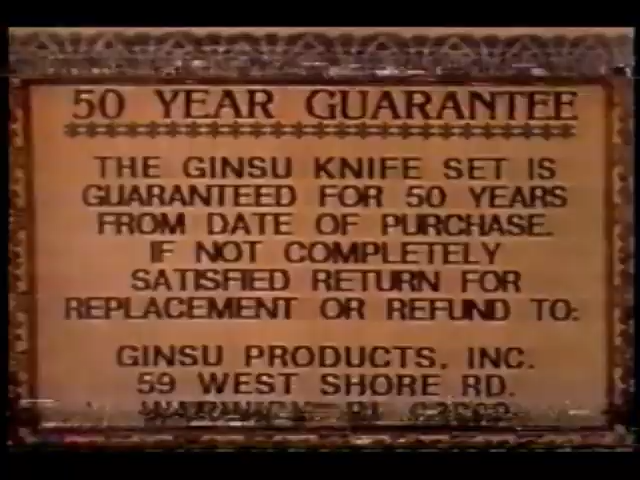 50 YEAR GUARANTEE
THE GINSU KNIFE SET IS
GUARANTEED FOR 50 YEARS
FROM DATE OF PURCHASE.
IF NOT COMPLETELY
SATISFIED RETURN FOR
REPLACEMENT OR REFUND TO:
GINSU PRODUCTS, INC.
59 WEST SHORE RD.